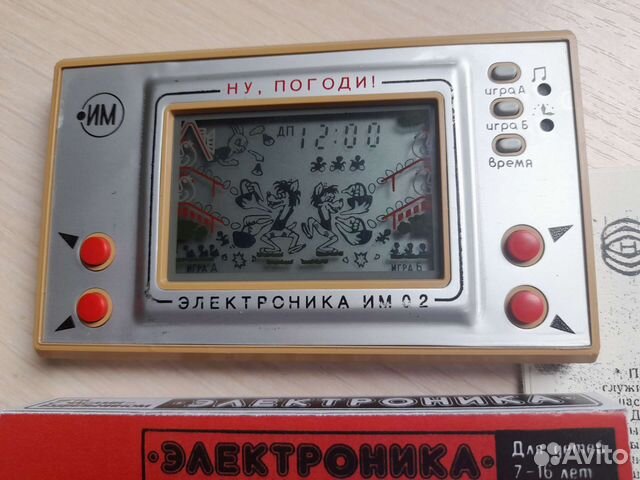 НУ, ПОГОДИ!
•ИМ
игра А
игра Б
Время
ДП 12:00
ИГРА А
ИГРА Б
ЭЛЕКТРОНИКА ИМ 02
ЭЛЕКТРОНИКА
•ЭЛЕКТРОНИКА•
Для детей
7-16 лет
Avito